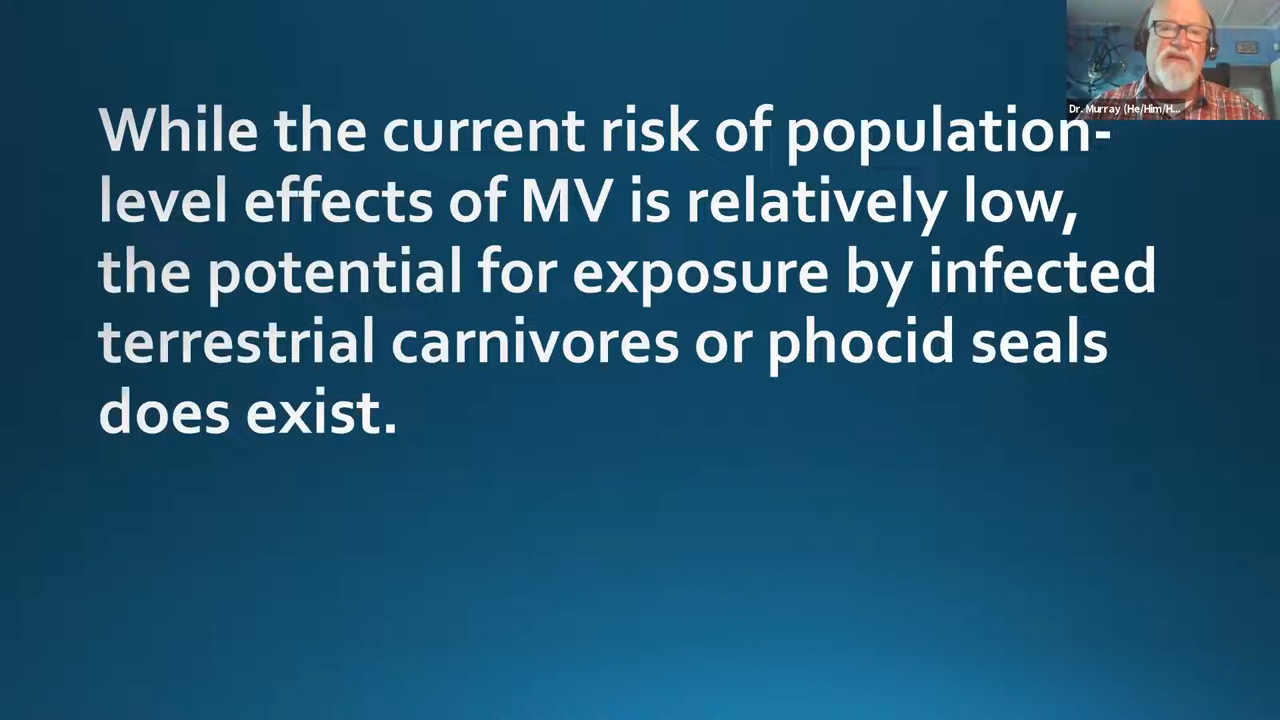 Dr. Murray (He/Him/H...
While the current risk of population-
level effects of MV is relatively low,
the potential for exposure by infected
terrestrial carnivores or phocid seals
does exist.